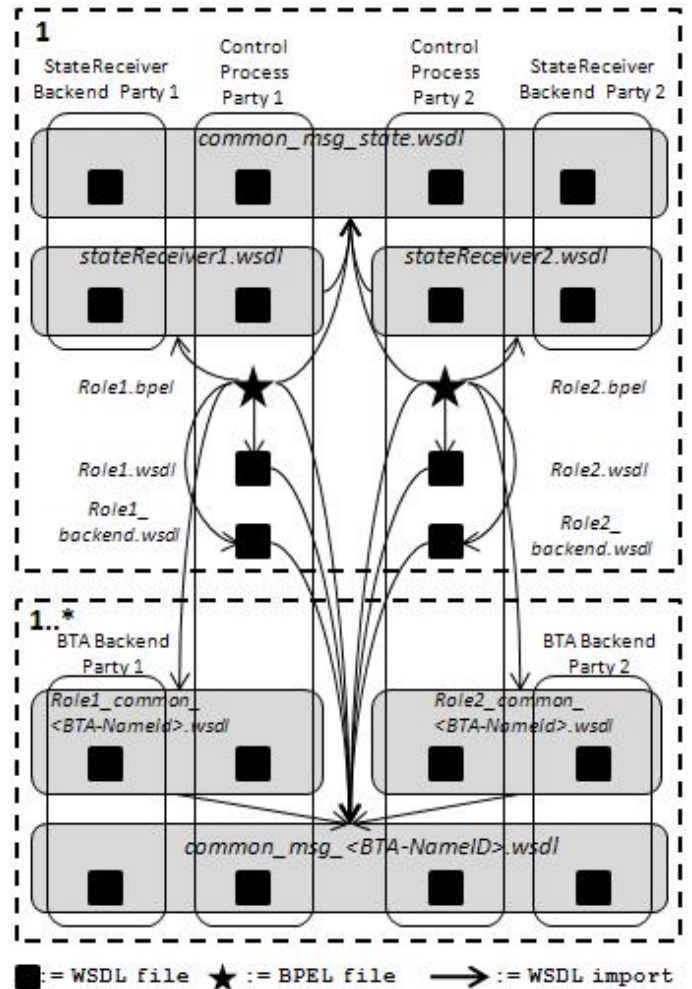 1
StateReceiver
Backend Party 1
Control
Process
Party 1
Control
Process
Party 2
StateReceiver
Backend Party 2
common_msg_state.wsdl
stateReceiver1.wsdl
stateReceiver2.wsdl
Role1.bpel
Role2.bpel
Role1.wsdl
Role2.wsdl
Role1_
backend.wsdl
Role2_
backend.wsdl
1..*
BTA Backend
Party 1
BTA Backend
Party 2
Role1_common_
<BTA-NameId>.wsdl
Role2_common_
<BTA-NameId>.wsdl
common_msg_<BTA-NameID>.wsdl
:= WSDL file
:= BPEL file
:= WSDL import